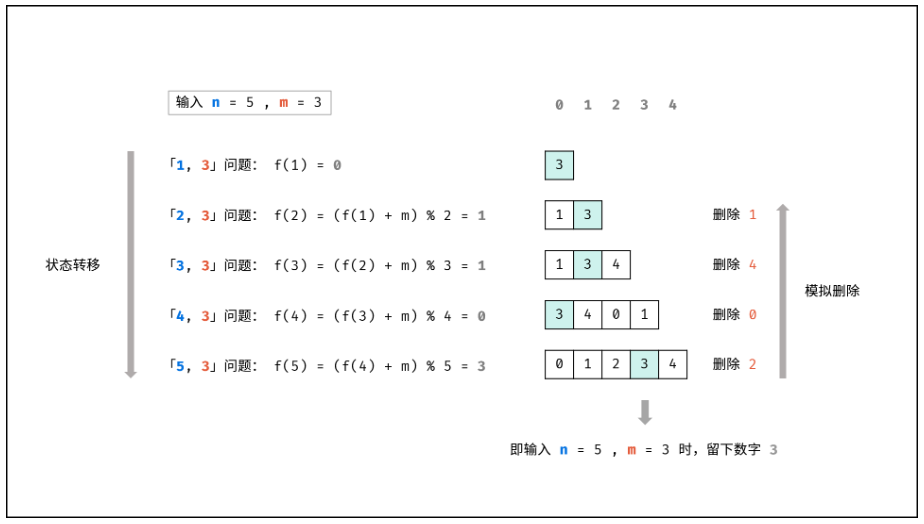 输入 n = 5 , m = 3
0 1 2 3 4
「1, 3」问题: f(1) = 0
3
「2, 3」问题: f(2) = (f(1) + m) % 2 = 1
1 3
删除 1
「3, 3」问题: f(3) = (f(2) + m) % 3 = 1
1 3 4
删除 4
状态转移
模拟删除
「4, 3」问题: f(4) = (f(3) + m) % 4 = 0
3 4 0 1
删除 0
「5, 3」问题: f(5) = (f(4) + m) % 5 = 3
0 1 2 3 4
删除 2
即输入 n = 5 , m = 3 时，留下数字 3